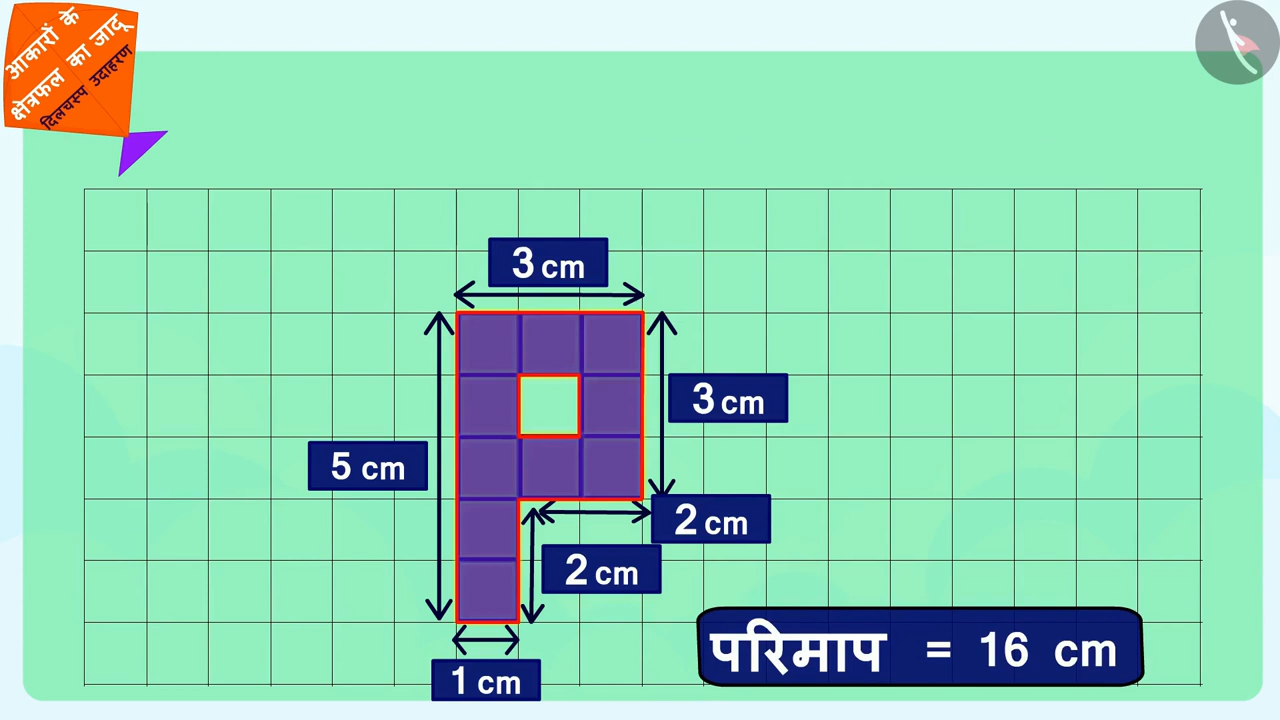 आकारों के
क्षेत्रफल का जादू
दिलचस्प उदाहरण
3 cm
3 cm
5 cm
2 cm
2 cm
परिमाप = 16 cm
1 cm